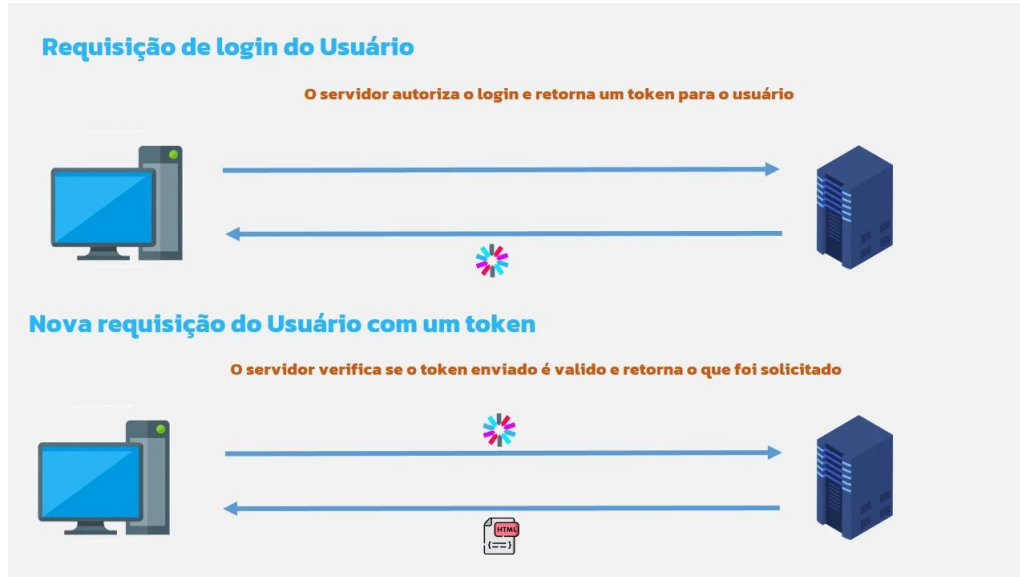 Requisição de login do Usuário
O servidor autoriza o login e retorna um token para o usuário
Nova requisição do Usuário com um token
O servidor verifica se o token enviado é valido e retorna o que foi solicitado
HTML
{==}